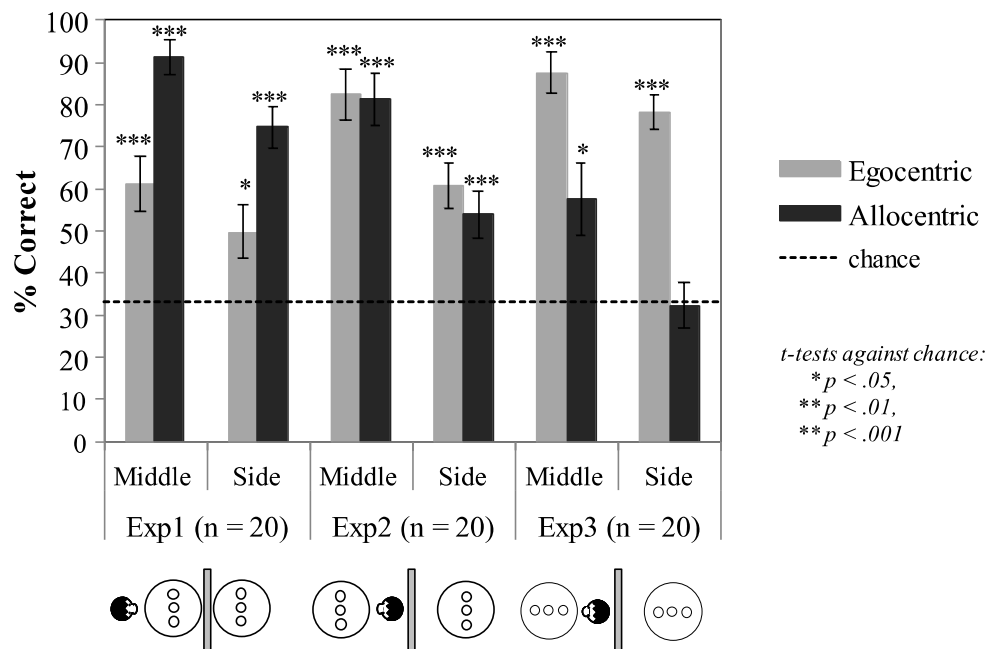 100
90
80
70
60
50
40
30
20
10
0
% Correct
***
***
***
*
***
***
***
***
***
*
***
Middle
Side
Middle
Side
Middle
Side
Exp1 (n = 20)
Exp2 (n = 20)
Exp3 (n = 20)
Egocentric
Allocentric
chance
t-tests against chance:
* p < .05,
** p < .01,
** p < .001